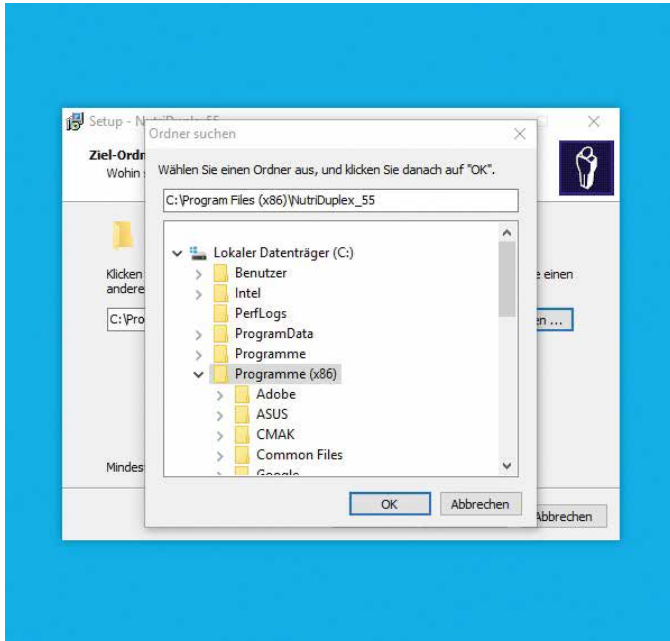 Setup - N
Ordner suchen
Ziel-Ordn
Wohin
Wählen Sie einen Ordner aus, und klicken Sie danach auf "OK".
C:\Program Files (x86)\NutriDuplex_55
Lokaler Datenträger (C:)
Benutzer
Klicken
e einen
Intel
andere
PerfLogs
C:\Pro
en ...
ProgramData
Programme
Programme (x86)
Adobe
ASUS
CMAK
Common Files
Mindes
Google
OK
Abbrechen
Abbrechen